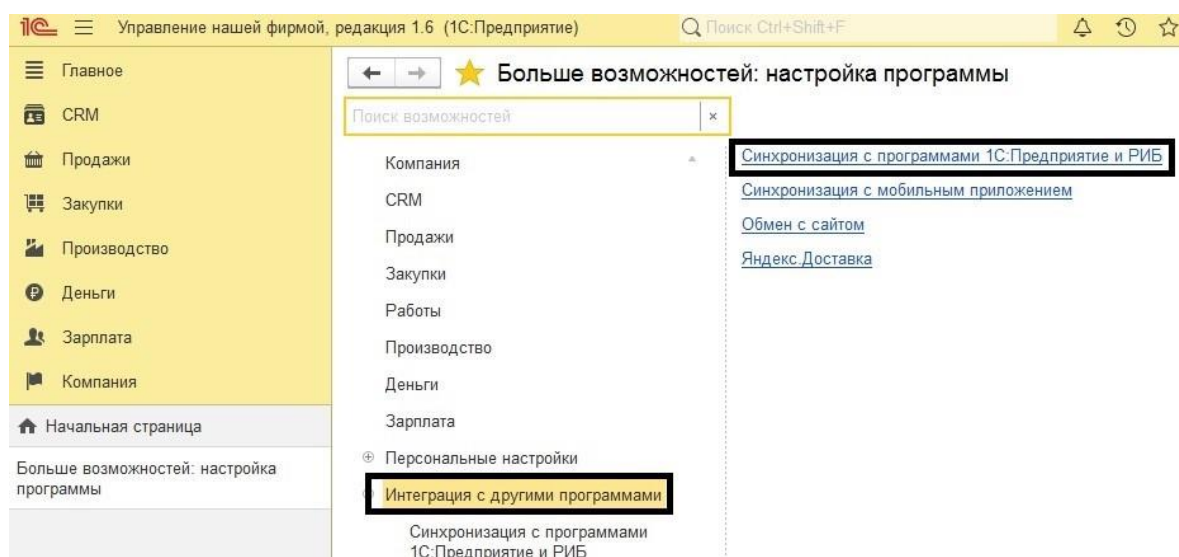 1С Управление нашей фирмой, редакция 1.6 (1С:Предприятие)
Поиск Ctrl+Shift+F
Главное
CRM
Продажи
Закупки
Производство
Деньги
Зарплата
Компания
Начальная страница
Больше возможностей: настройка
программы
Больше возможностей: настройка программы
Поиск возможностей
×
Компания
CRM
Продажи
Закупки
Работы
Производство
Деньги
Зарплата
Персональные настройки
Интеграция с другими программами
Синхронизация с программами
1С:Предприятие и РИБ
Синхронизация с программами 1С:Предприятие и РИБ
Синхронизация с мобильным приложением
Обмен с сайтом
Яндекс.Доставка